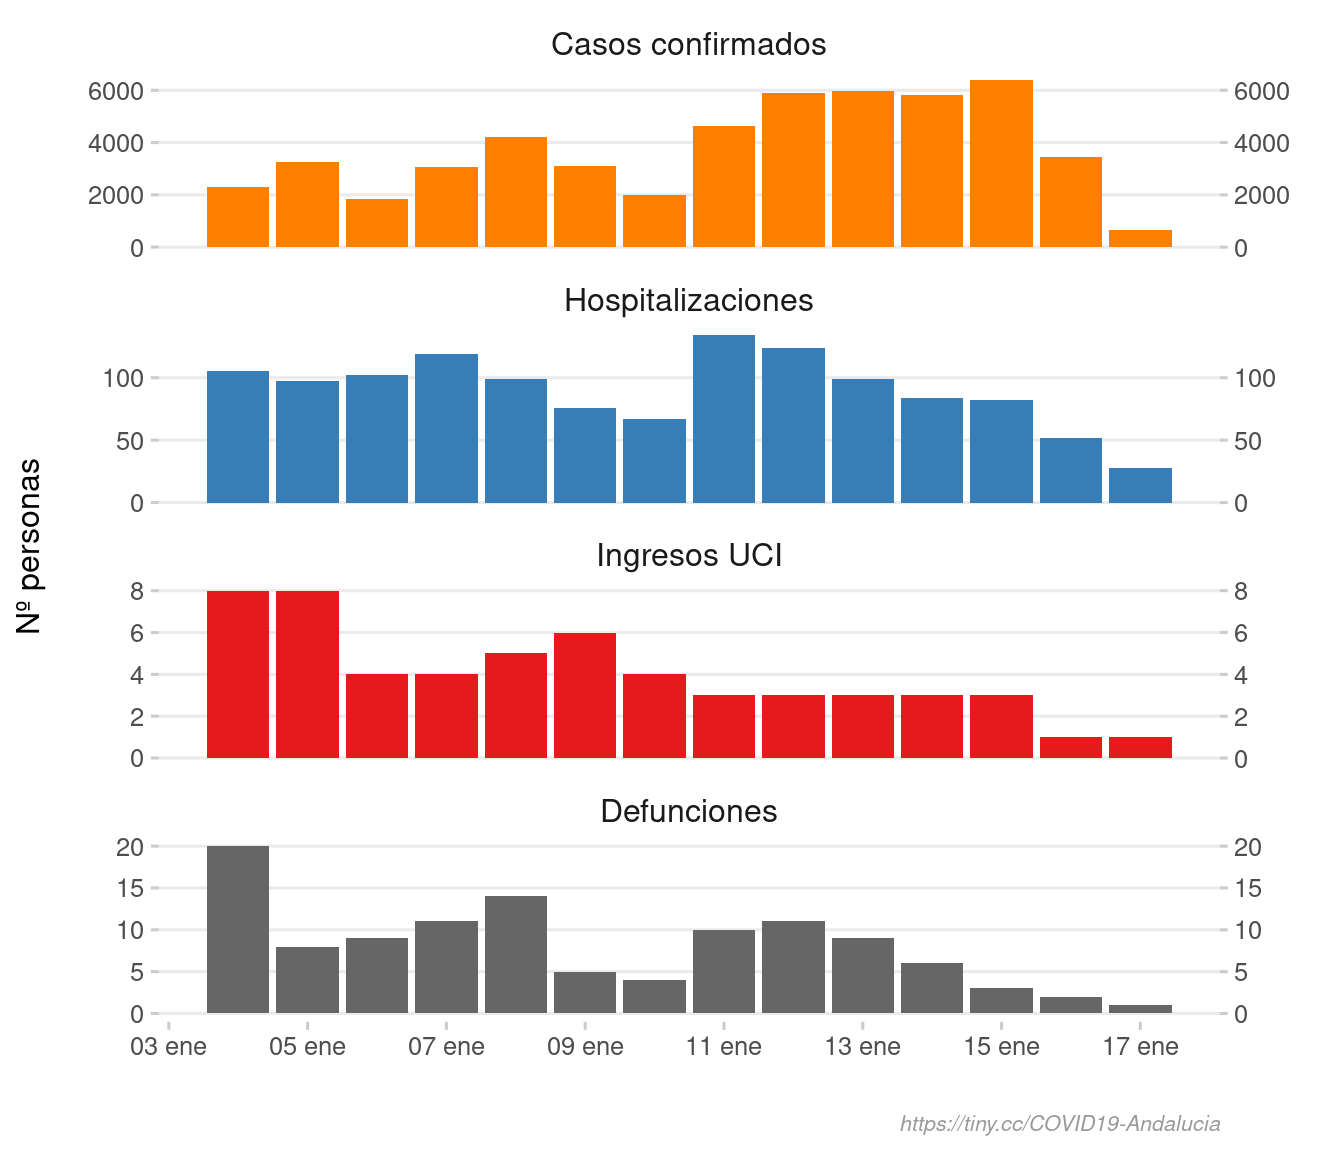 Casos confirmados
6000 6000
4000 4000
2000 2000
0 0
Hospitalizaciones
100 100
50 50
0 0
Nº personas
Ingresos UCI
8 8
6 6
4 4
2 2
0 0
Defunciones
20 20
15 15
10 10
5 5
0 0
03 ene 05 ene 07 ene 09 ene 11 ene 13 ene 15 ene 17 ene
https://tiny.cc/COVID19-Andalucia